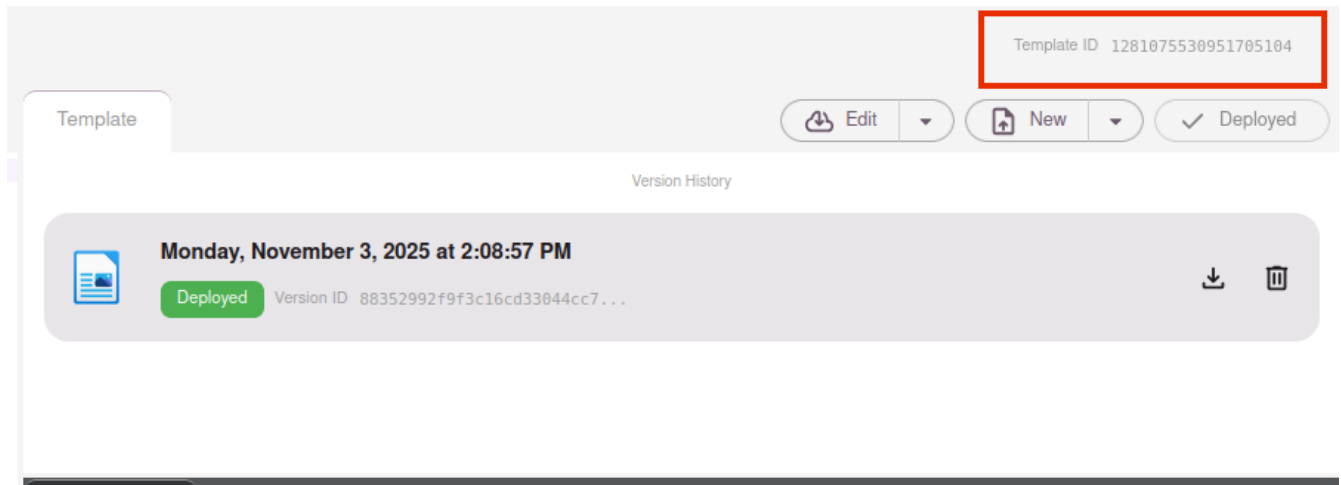 Template ID 1281075530951705104
Template
Edit
New
Deployed
Version History
Monday, November 3, 2025 at 2:08:57 PM
Deployed Version ID 88352992f9f3c16cd33044cc7...